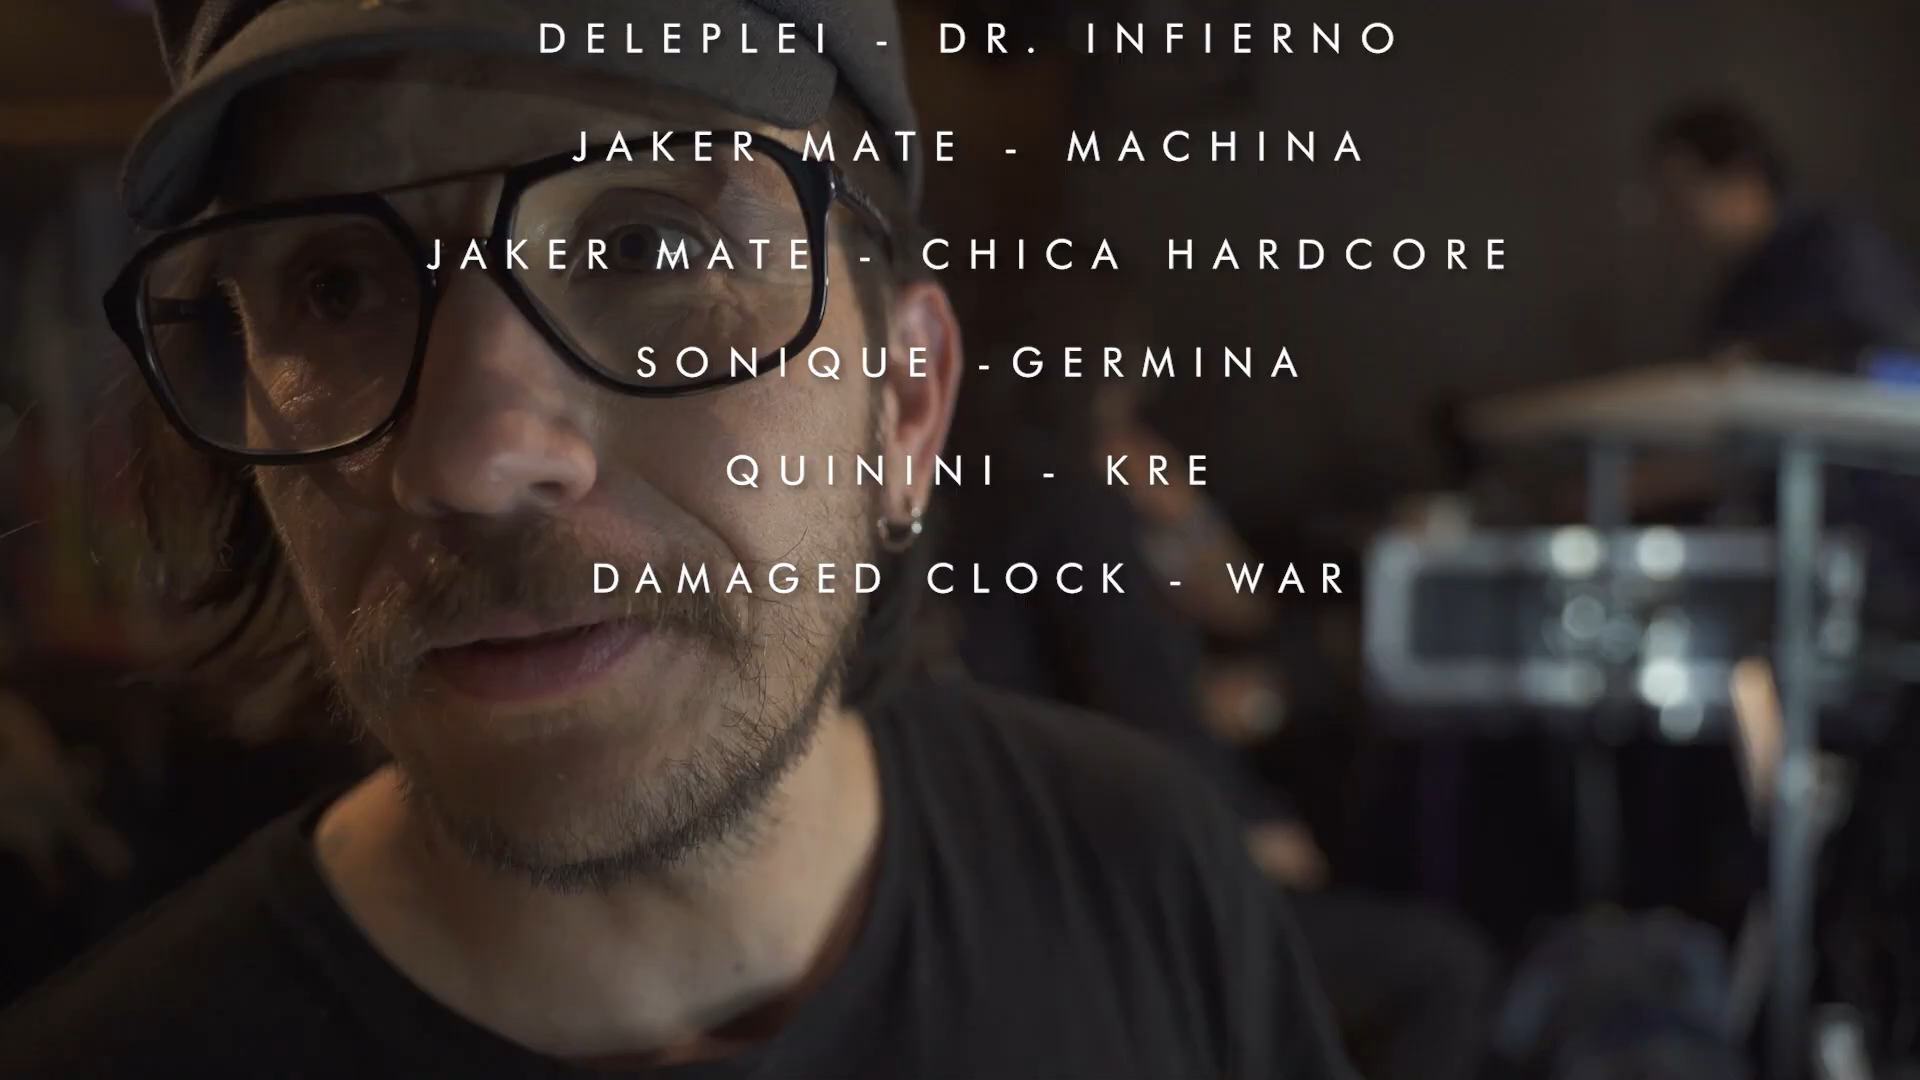 DELEPLEI - DR. INFIERNO
JAKER MATE - MACHINA
JAKER MATE - CHICA HARDCORE
SONIQUE -GERMINA
QUININI - KRE
DAMAGED CLOCK - WAR